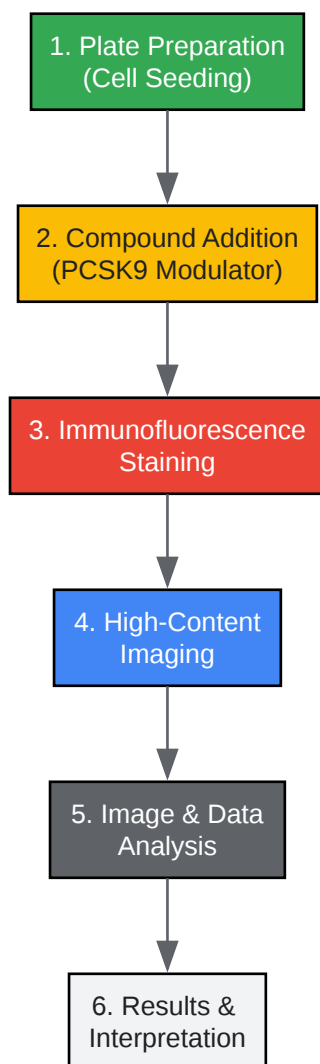 1. Plate Preparation
(Cell Seeding)
2. Compound Addition
(PCSK9 Modulator)
3. Immunofluorescence
Staining
4. High-Content
Imaging
5. Image & Data
Analysis
6. Results &
Interpretation